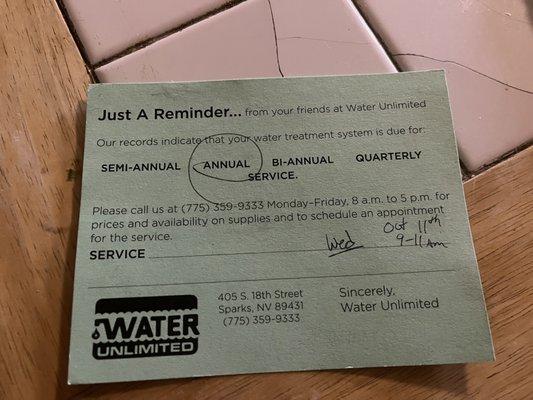 Just A Reminder... from your friends at Water Unlimited
Our records indicate that your water treatment system is due for:
SEMI-ANNUAL ANNUAL BI-ANNUAL QUARTERLY
SERVICE.
Please call us at (775) 359-9333 Monday–Friday, 8 a.m. to 5 p.m. for
prices and availability on supplies and to schedule an appointment
for the service.
Oct 11th
SERVICE Wed 9-11am
WATER
UNLIMITED
405 S. 18th Street
Sparks, NV 89431
(775) 359-9333
Sincerely,
Water Unlimited